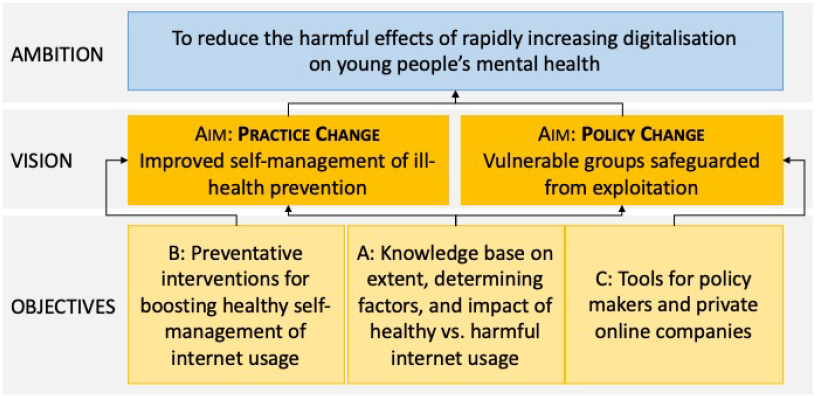 AMBITION
To reduce the harmful effects of rapidly increasing digitalisation
on young people's mental health
VISION
AIM: PRACTICE CHANGE
Improved self-management of ill-
health prevention
AIM: POLICY CHANGE
Vulnerable groups safeguarded
from exploitation
OBJECTIVES
B: Preventative
interventions for
boosting healthy self-
management of
internet usage
A: Knowledge base on
extent, determining
factors, and impact of
healthy vs. harmful
internet usage
C: Tools for policy
makers and private
online companies